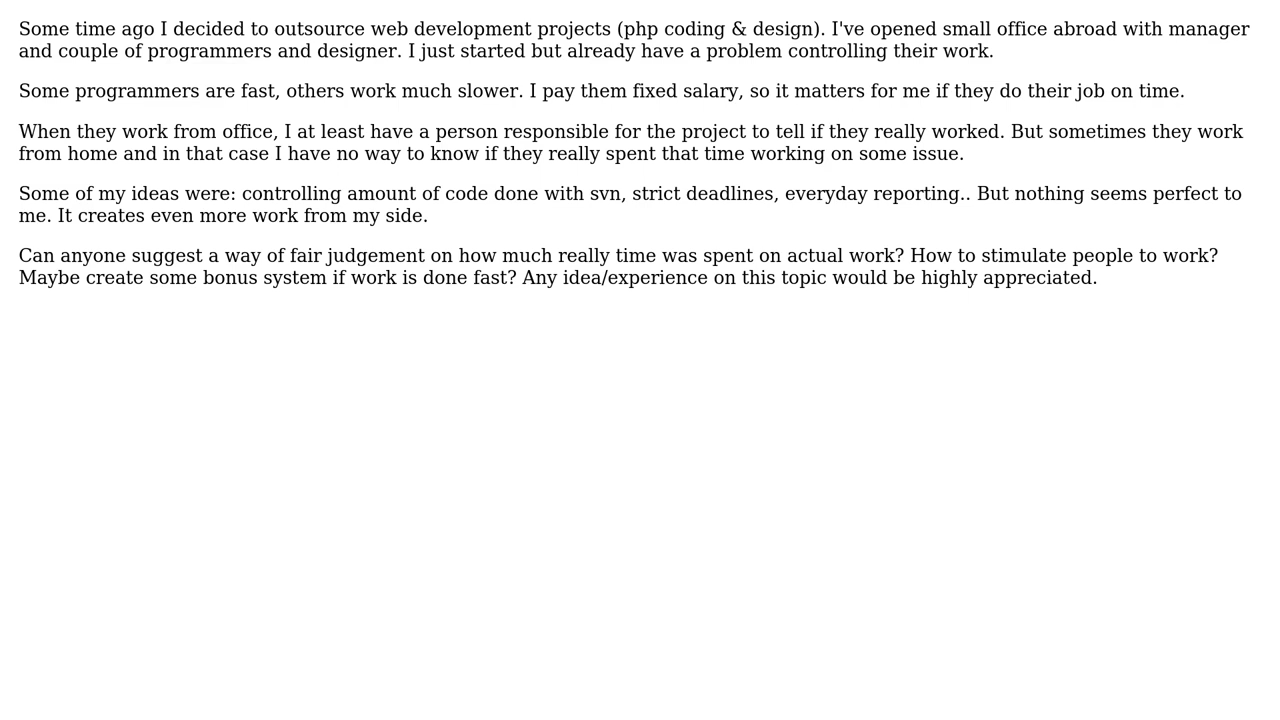 Some time ago I decided to outsource web development projects (php coding & design). I've opened small office abroad with manager
and couple of programmers and designer. I just started but already have a problem controlling their work.
Some programmers are fast, others work much slower. I pay them fixed salary, so it matters for me if they do their job on time.
When they work from office, I at least have a person responsible for the project to tell if they really worked. But sometimes they work
from home and in that case I have no way to know if they really spent that time working on some issue.
Some of my ideas were: controlling amount of code done with svn, strict deadlines, everyday reporting.. But nothing seems perfect to
me. It creates even more work from my side.
Can anyone suggest a way of fair judgement on how much really time was spent on actual work? How to stimulate people to work?
Maybe create some bonus system if work is done fast? Any idea/experience on this topic would be highly appreciated.